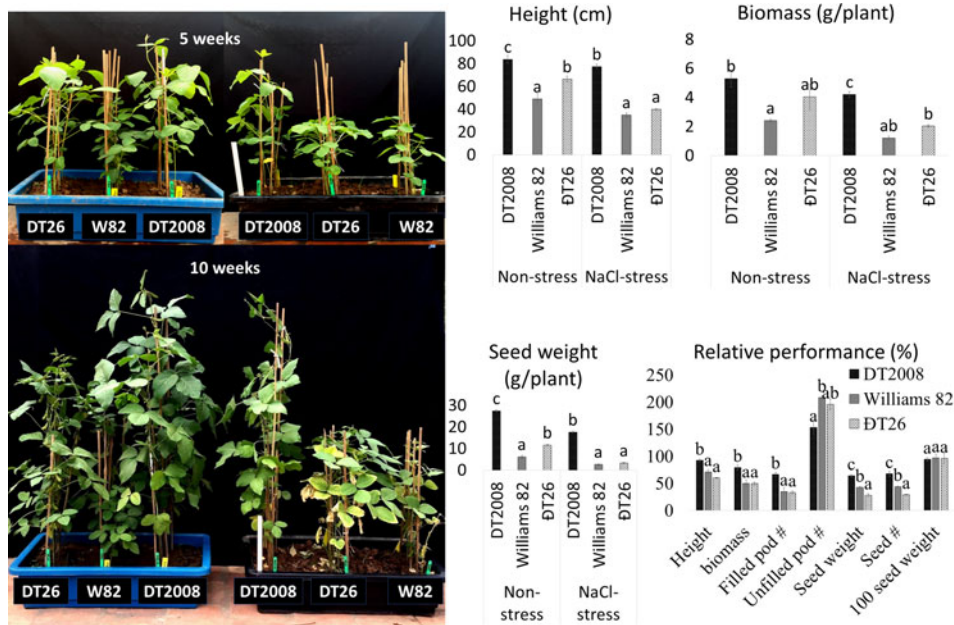 5 weeks
DT26 W82 DT2008 DT2008 DT26 W82
10 weeks
DT26 W82 DT2008 DT2008 DT26 W82
Height (cm)
100
80
60
40
20
0
c a b b a a
DT2008
Williams 82
ĐT26
DT2008
Williams 82
ĐT26
Non-stress NaCl-stress
Biomass (g/plant)
8
6
4
2
0
b a ab c ab b
DT2008
Williams 82
ĐT26
DT2008
Williams 82
ĐT26
Non-stress NaCl-stress
Seed weight
(g/plant)
30
20
10
0
c a b b a a
DT2008
Williams 82
ĐT26
DT2008
Williams 82
ĐT26
Non-
stress
NaCl-
stress
Relative performance (%)
250
200
150
100
50
0
DT2008
Williams 82
ĐT26
b a a b a a b a a a b ab c b a c b a a a a
Height
biomass
Filled pod #
Unfilled pod #
Seed weight
Seed #
100 seed weight